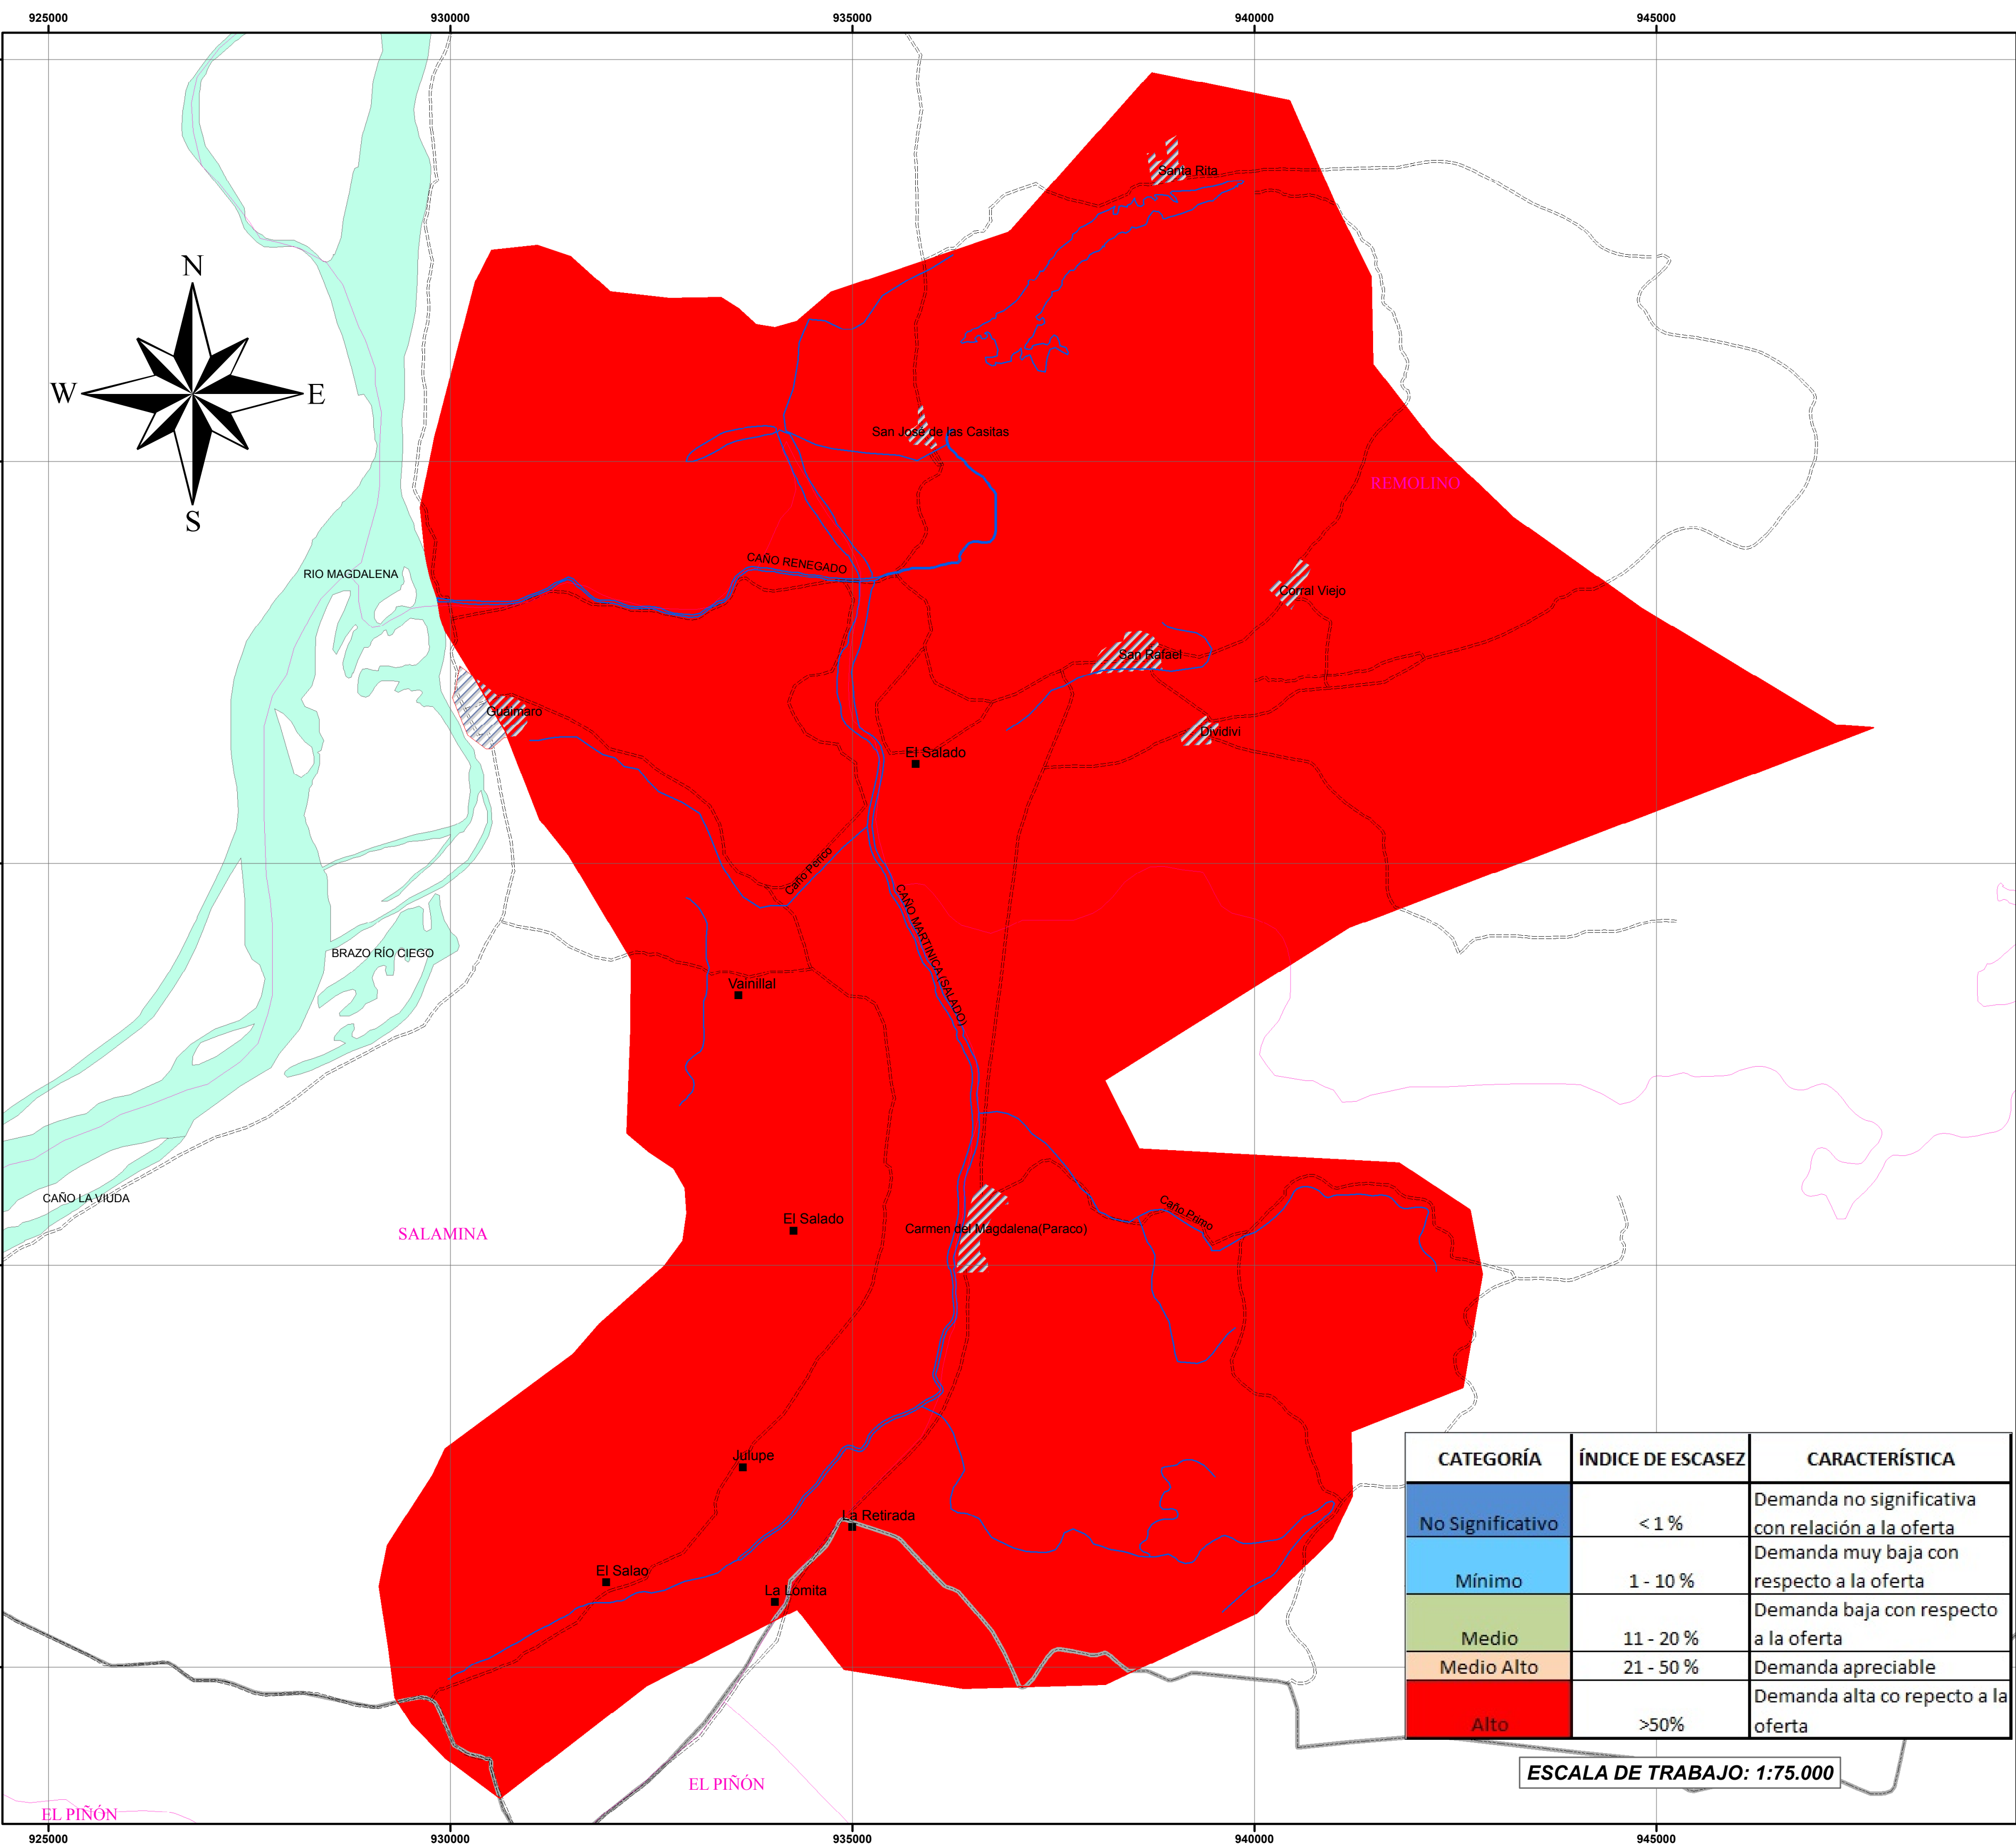 925000
930000
935000
940000
945000
Santa Rita
N
W
E
S
San José de las Casitas
REMOLINO
CAÑO RENEGADO
RIO MAGDALENA
Corral Viejo
San Rafael
Guaimaro
Dividivi
El Salado
Caño Perico
CAÑO MARTINICA (SALADO)
BRAZO RÍO CIEGO
Vainillal
CAÑO LA VIUDA
El Salado
Carmen del Magdalena(Paraco)
Caño Pomo
SALAMINA
Julupe
La Retirada
El Salao
La Lomita
CATEGORÍA ÍNDICE DE ESCASEZ CARACTERÍSTICA
No Significativo < 1 % Demanda no significativa
con relación a la oferta
Mínimo 1 - 10 % Demanda muy baja con
respecto a la oferta
Medio 11 - 20 % Demanda baja con respecto
a la oferta
Medio Alto 21 - 50 % Demanda apreciable
Alto >50% Demanda alta co repecto a la
oferta
ESCALA DE TRABAJO: 1:75.000
EL PIÑÓN
EL PIÑÓN
925000
930000
935000
940000
945000